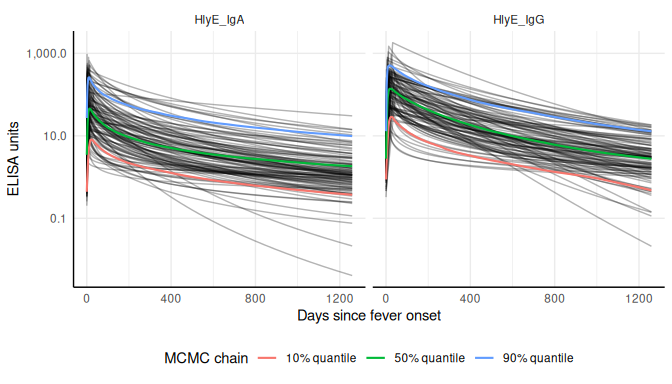 HlyE_IgA HlyE_IgG
1,000.0
10.0
0.1
ELISA units
0 400 800 1200 0 400 800 1200
Days since fever onset
MCMC chain 10% quantile 50% quantile 90% quantile